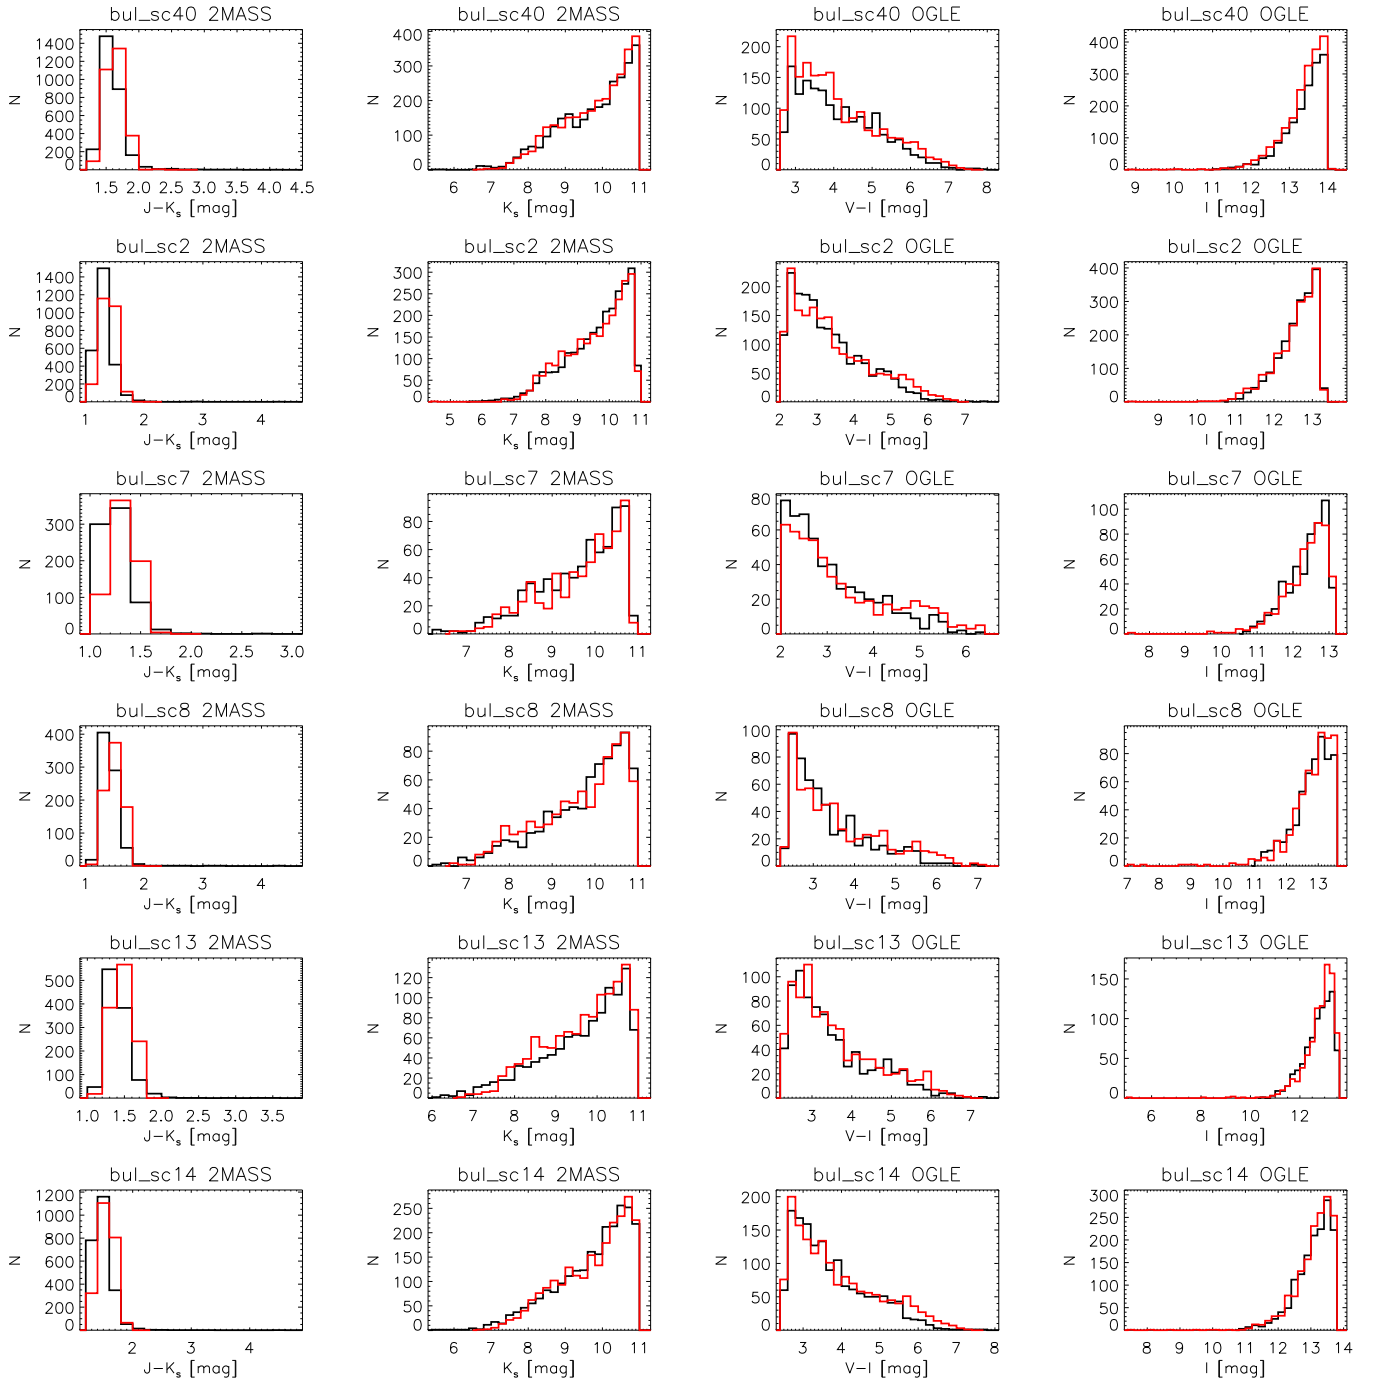 bul_sc40 2MASS
N
0
200
400
600
800
1000
1200
1400
1.5 2.0 2.5 3.0 3.5 4.0 4.5
J−Ks [mag]
bul_sc40 2MASS
N
0
100
200
300
400
6 7 8 9 10 11
Ks [mag]
bul_sc40 OGLE
N
0
50
100
150
200
3 4 5 6 7 8
V−I [mag]
bul_sc40 OGLE
N
0
100
200
300
400
9 10 11 12 13 14
I [mag]
bul_sc2 2MASS
N
0
200
400
600
800
1000
1200
1400
1 2 3 4
J−Ks [mag]
bul_sc2 2MASS
N
0
50
100
150
200
250
300
5 6 7 8 9 10 11
Ks [mag]
bul_sc2 OGLE
N
0
50
100
150
200
2 3 4 5 6 7
V−I [mag]
bul_sc2 OGLE
N
0
100
200
300
400
9 10 11 12 13
I [mag]
bul_sc7 2MASS
N
0
100
200
300
1.0 1.5 2.0 2.5 3.0
J−Ks [mag]
bul_sc7 2MASS
N
0
20
40
60
80
7 8 9 10 11
Ks [mag]
bul_sc7 OGLE
N
0
20
40
60
80
2 3 4 5 6
V−I [mag]
bul_sc7 OGLE
N
0
20
40
60
80
100
8 9 10 11 12 13
I [mag]
bul_sc8 2MASS
N
0
100
200
300
400
1 2 3 4
J−Ks [mag]
bul_sc8 2MASS
N
0
20
40
60
80
7 8 9 10 11
Ks [mag]
bul_sc8 OGLE
N
0
20
40
60
80
100
3 4 5 6 7
V−I [mag]
bul_sc8 OGLE
N
0
20
40
60
80
7 8 9 10 11 12 13
I [mag]
bul_sc13 2MASS
N
0
100
200
300
400
500
1.0 1.5 2.0 2.5 3.0 3.5
J−Ks [mag]
bul_sc13 2MASS
N
0
20
40
60
80
100
120
6 7 8 9 10 11
Ks [mag]
bul_sc13 OGLE
N
0
20
40
60
80
100
3 4 5 6 7
V−I [mag]
bul_sc13 OGLE
N
0
50
100
150
6 8 10 12
I [mag]
bul_sc14 2MASS
N
0
200
400
600
800
1000
1200
2 3 4
J−Ks [mag]
bul_sc14 2MASS
N
0
50
100
150
200
250
6 7 8 9 10 11
Ks [mag]
bul_sc14 OGLE
N
0
50
100
150
200
3 4 5 6 7 8
V−I [mag]
bul_sc14 OGLE
N
0
50
100
150
200
250
300
8 9 10 11 12 13 14
I [mag]